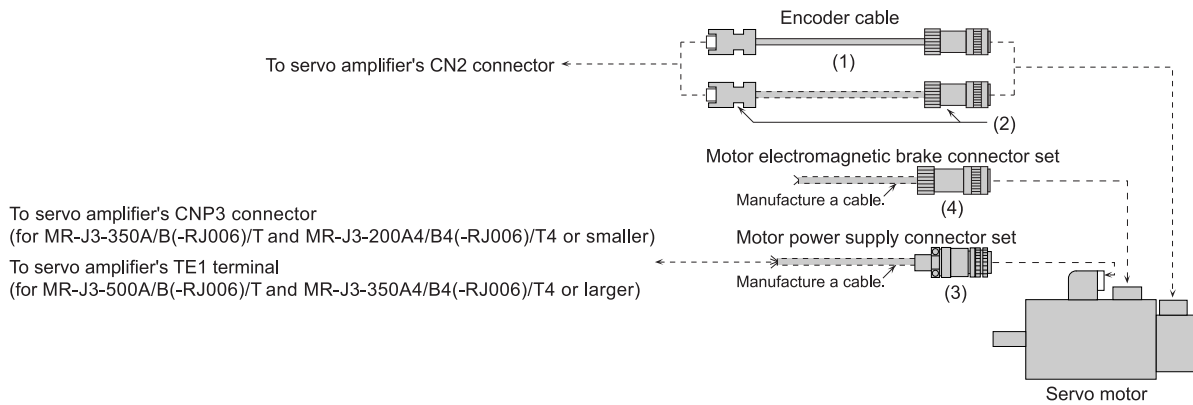 Encoder cable
(1)
To servo amplifier's CN2 connector
(2)
Motor electromagnetic brake connector set
Manufacture a cable.
(4)
To servo amplifier's CNP3 connector
(for MR-J3-350A/B(-RJ006)/T and MR-J3-200A4/B4(-RJ006)/T4 or smaller)
Motor power supply connector set
To servo amplifier's TE1 terminal
(for MR-J3-500A/B(-RJ006)/T and MR-J3-350A4/B4(-RJ006)/T4 or larger)
Manufacture a cable.
(3)
Servo motor